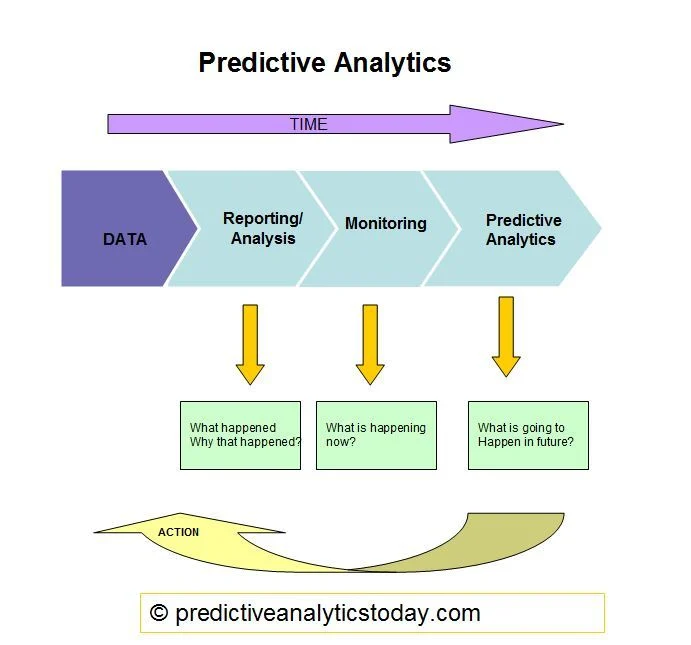 Predictive Analytics
TIME
DATA
Reporting/
Analysis
Monitoring
Predictive
Analytics
What happened
Why that happened?
What is happening
now?
What is going to
Happen in future?
ACTION
© predictiveanalyticstoday.com